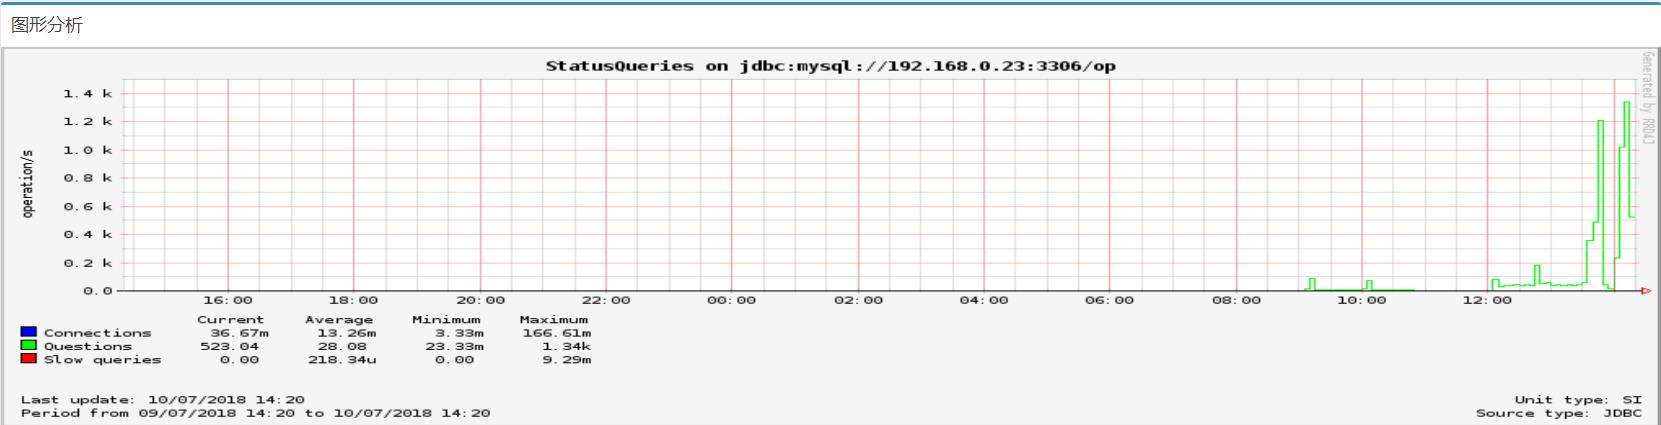 图形分析
StatusQueries on jdbc:mysql://192.168.0.23:3306/op
Generated by RRD4J
operation/s
1.4 k
1.2 k
1.0 k
0.8 k
0.6 k
0.4 k
0.2 k
0.0
16:00 18:00 20:00 22:00 00:00 02:00 04:00 06:00 08:00 10:00 12:00
Current Average Minimum Maximum
Connections 36.67m 13.26m 3.33m 166.61m
Questions 523.04 28.08 23.33m 1.34k
Slow queries 0.00 218.34u 0.00 9.29m
Last update: 10/07/2018 14:20
Unit type: SI
Period from 09/07/2018 14:20 to 10/07/2018 14:20
Source type: JDBC